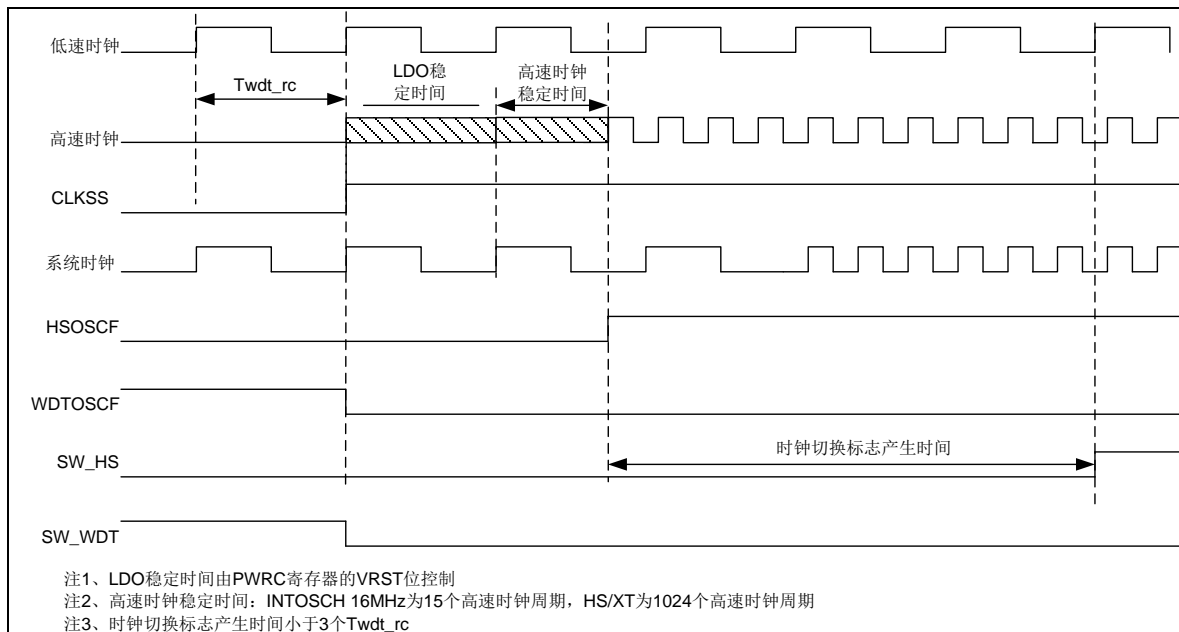 低速时钟
Twdt_rc
LDO稳
定时间
高速时钟
稳定时间
高速时钟
CLKSS
系统时钟
HSOSCF
WDTOSCF
SW_HS
时钟切换标志产生时间
SW_WDT
注1、LDO稳定时间由PWRC寄存器的VRST位控制
注2、高速时钟稳定时间：INTOSCH 16MHz为15个高速时钟周期，HS/XT为1024个高速时钟周期
注3、时钟切换标志产生时间小于3个Twdt_rc